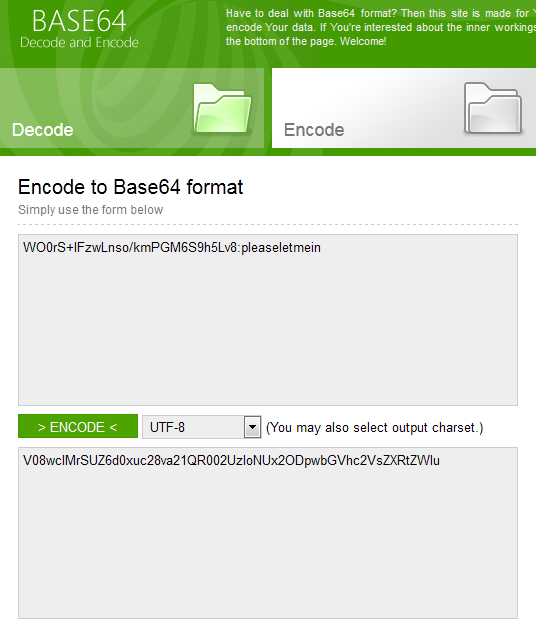 BASE64
Decode and Encode
Have to deal with Base64 format? Then this site is made for
encode Your data. If You're interested about the inner workings
the bottom of the page. Welcome!
Decode
Encode
Encode to Base64 format
Simply use the form below
WO0rS+IFzwLnso/kmPGM6S9h5Lv8:pleaseletmein
> ENCODE <
UTF-8
(You may also select output charset.)
V08wclMrSUZ6d0xuc28va21QR002UzloNUx2ODpwbGVhc2VsZXRtZWlu